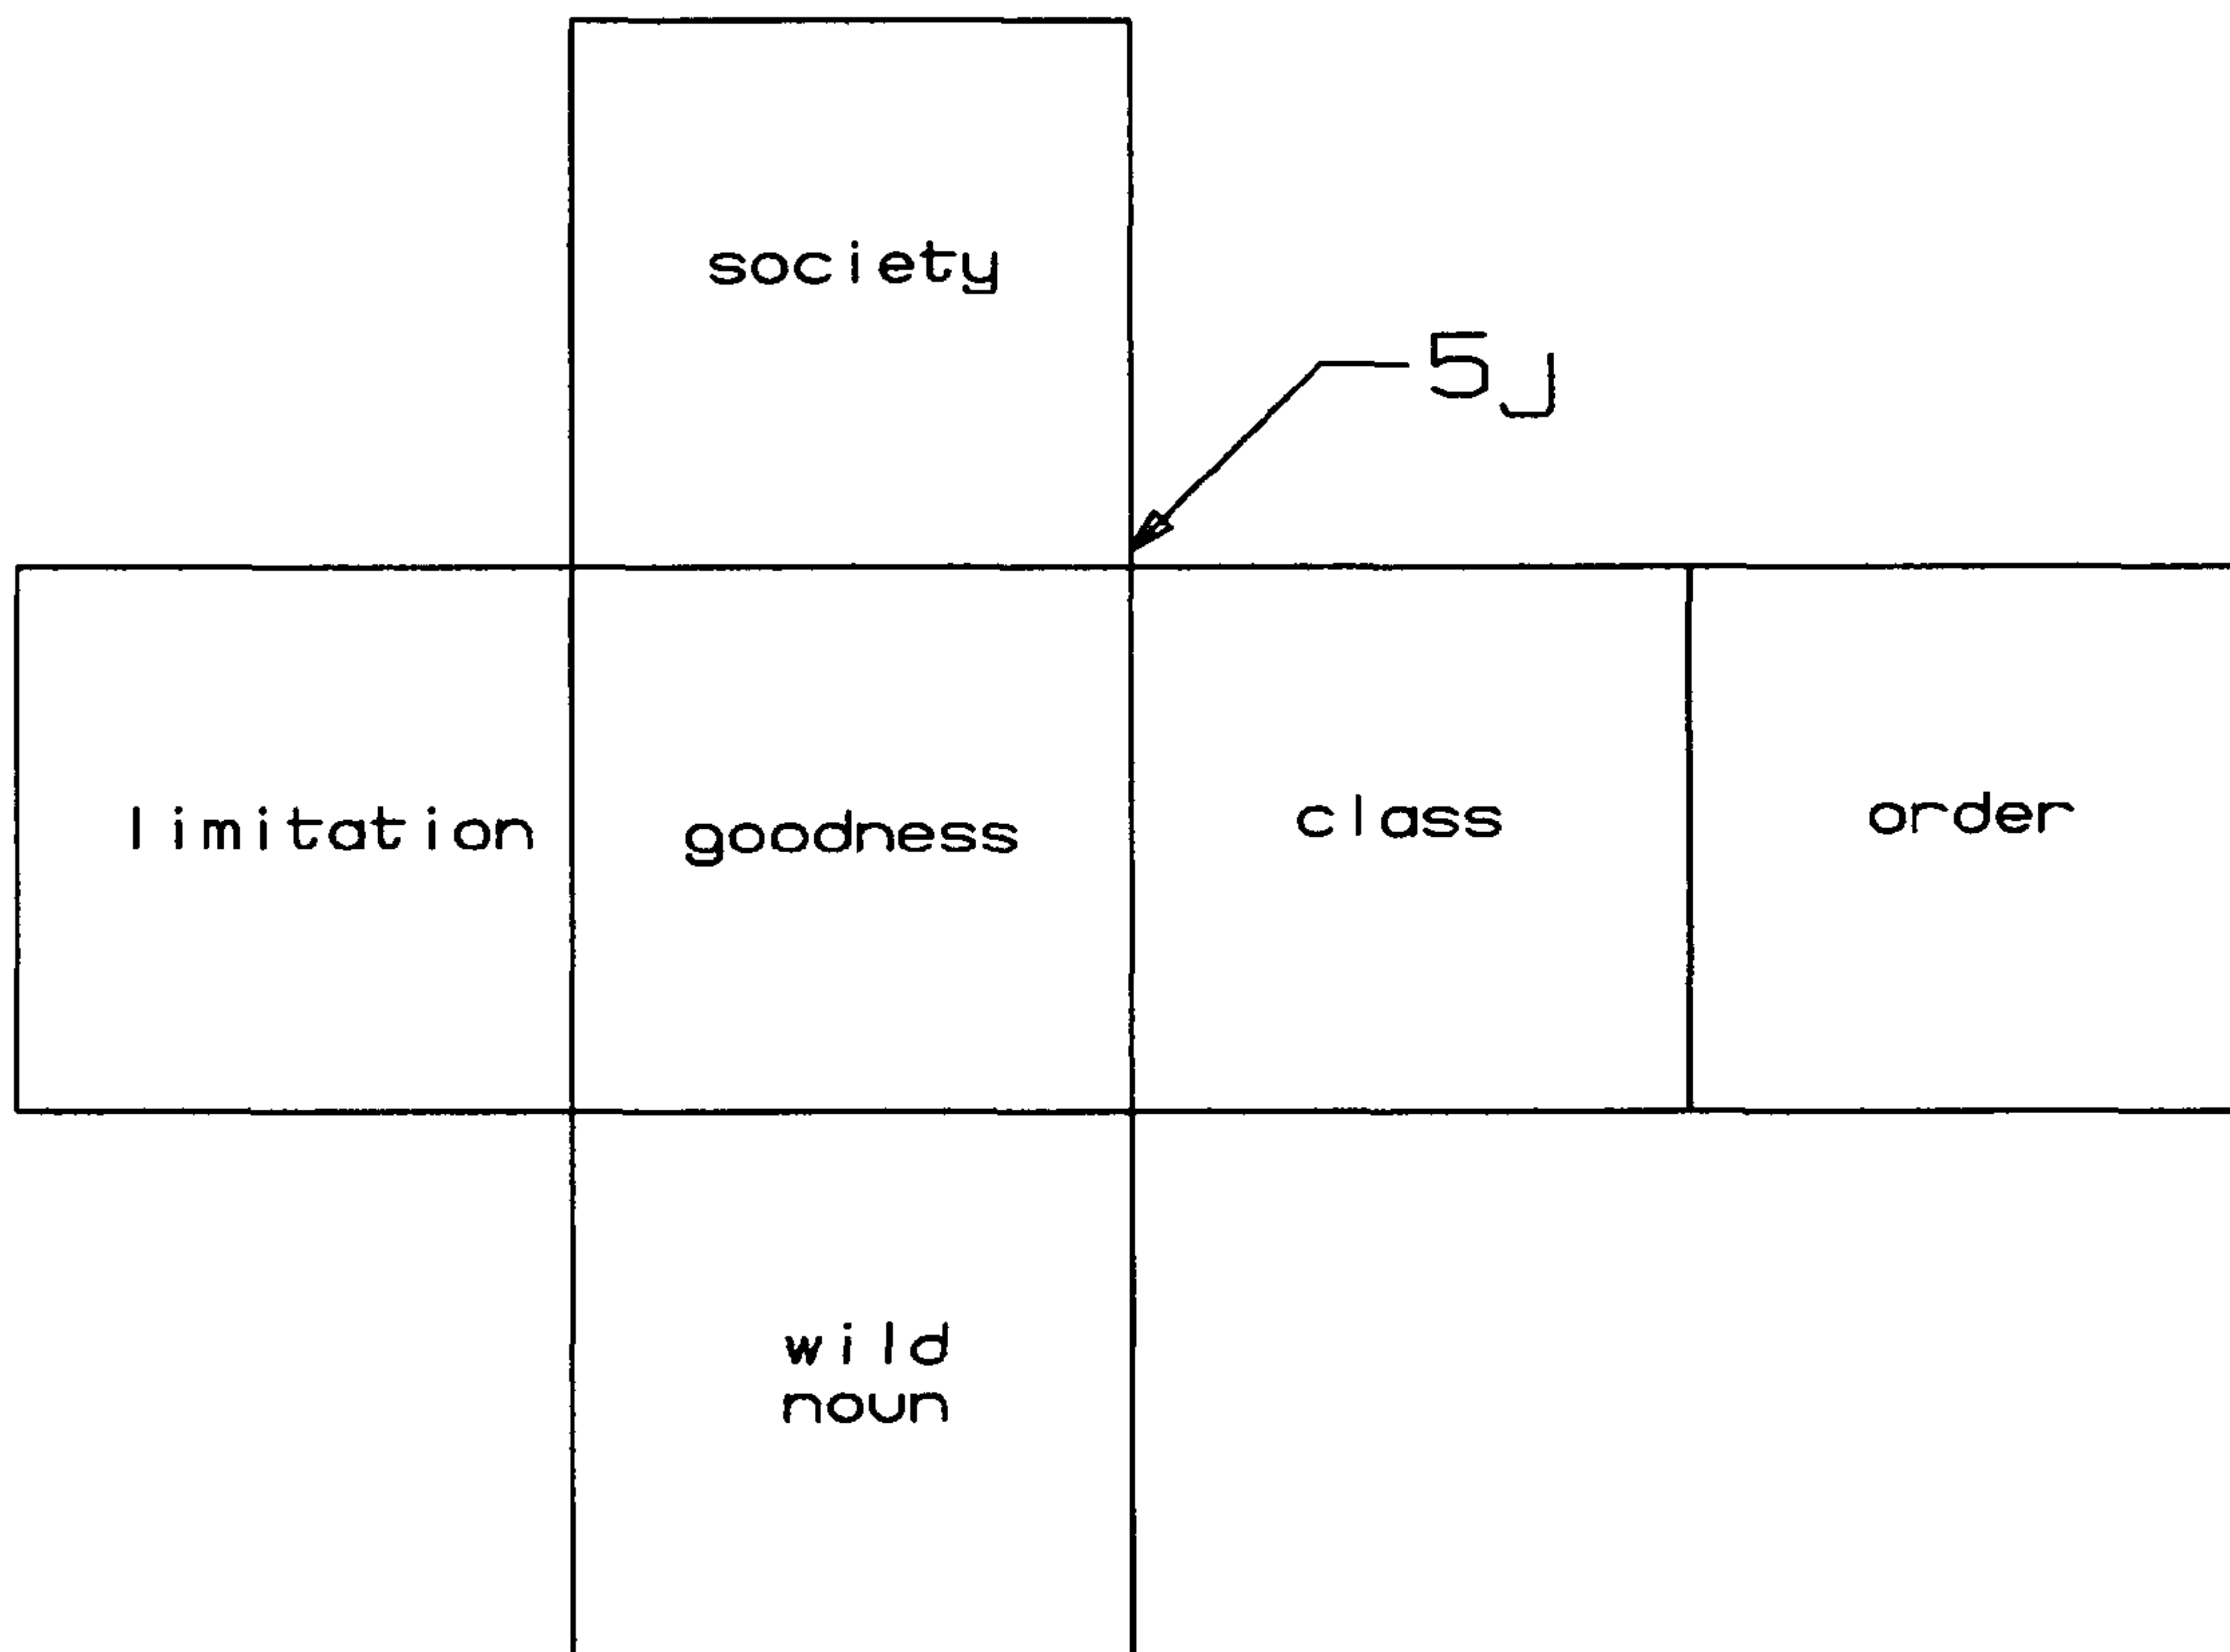 society
5j
limitation
goodness
class
order
wild
noun